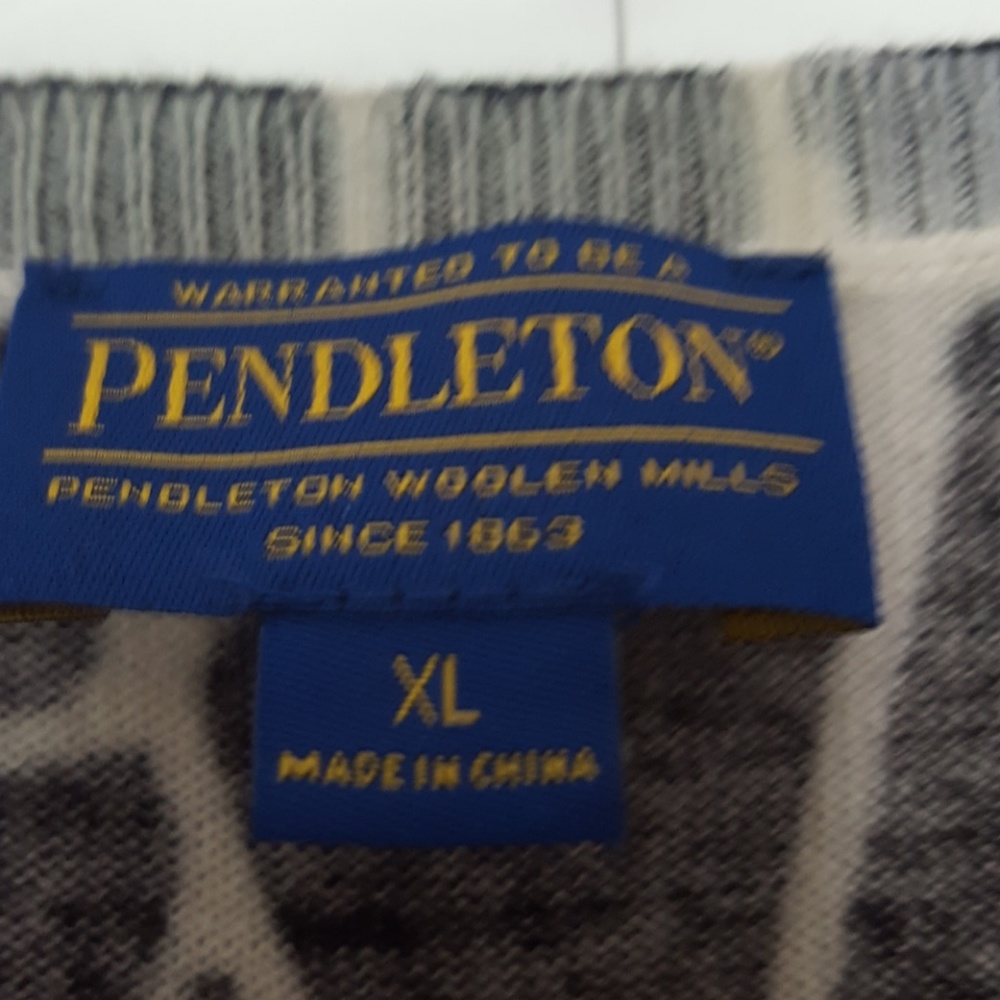 WARRANTED TO BE A
PENDLETON®
PENDLETON WOOLEN MILLS
SINCE 1863
XL
MADE IN CHINA